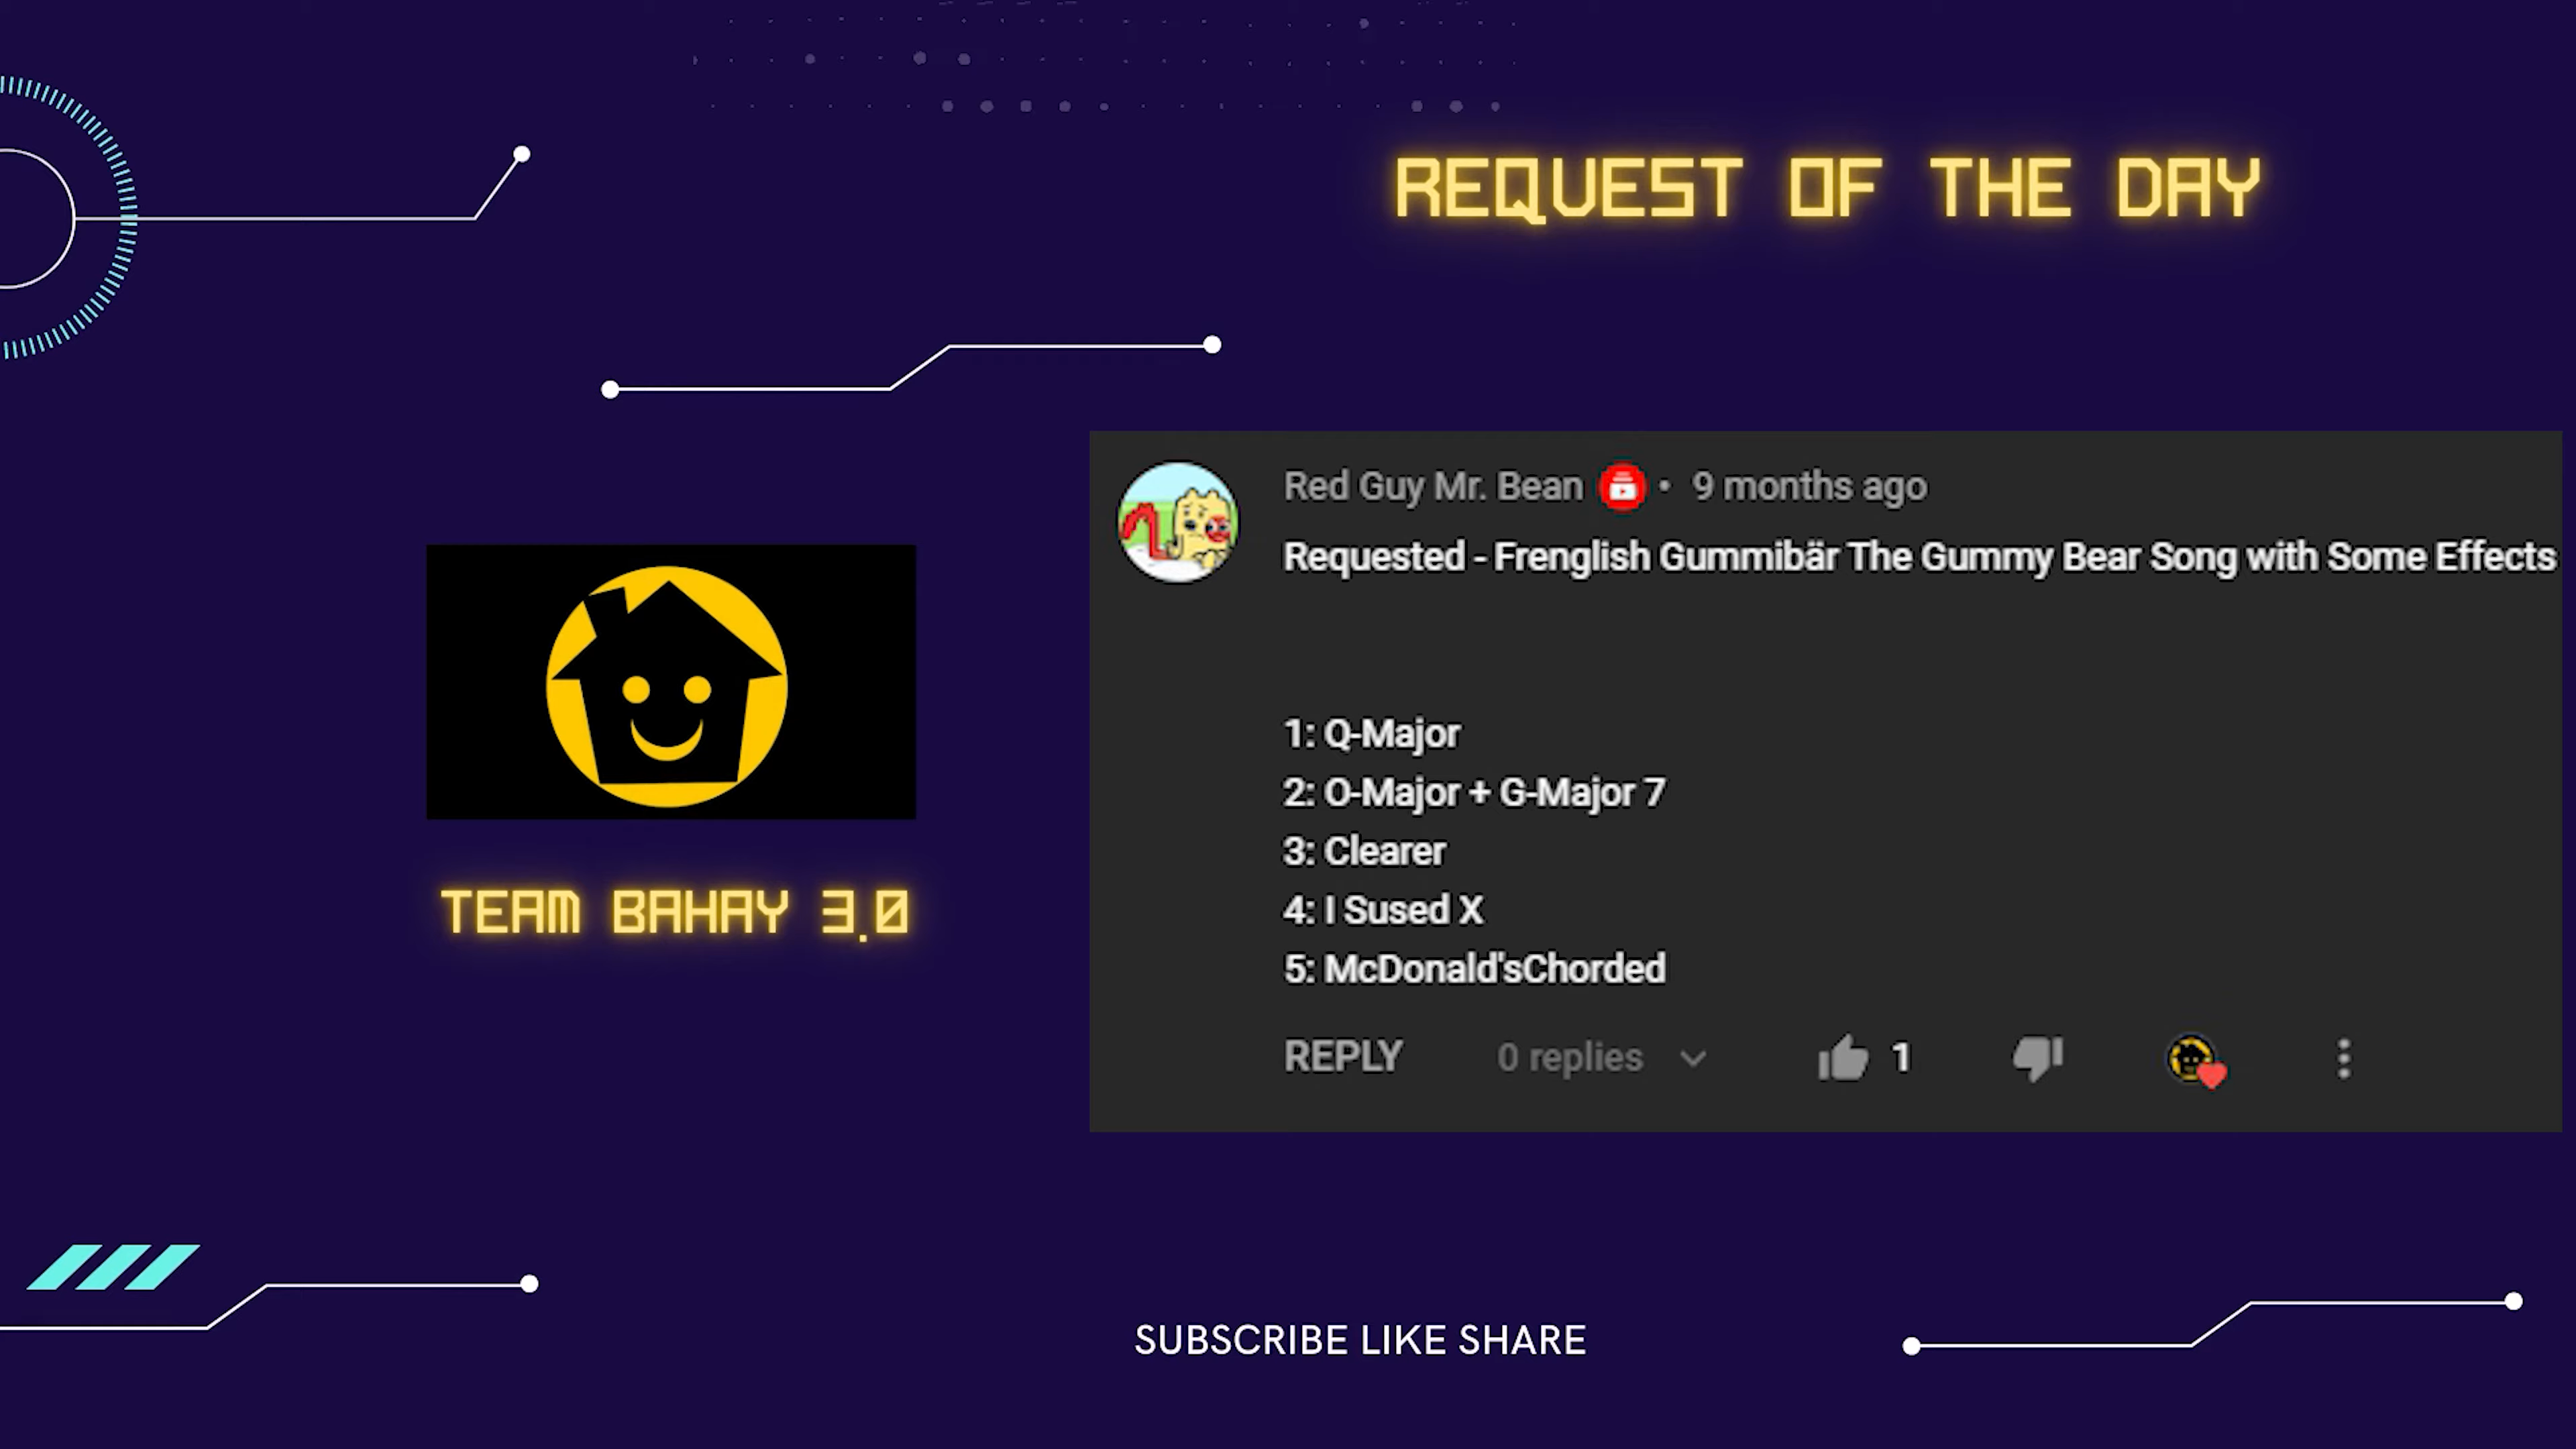 REQUEST OF THE DAY
Red Guy Mr. Bean • 9 months ago
Requested - Frenglish Gummibär The Gummy Bear Song with Some Effects
1: Q-Major
2: O-Major + G-Major 7
3: Clearer
4: I Sused X
5: McDonald'sChorded
REPLY 0 replies 1
TEAM BAHAY 3.0
SUBSCRIBE LIKE SHARE